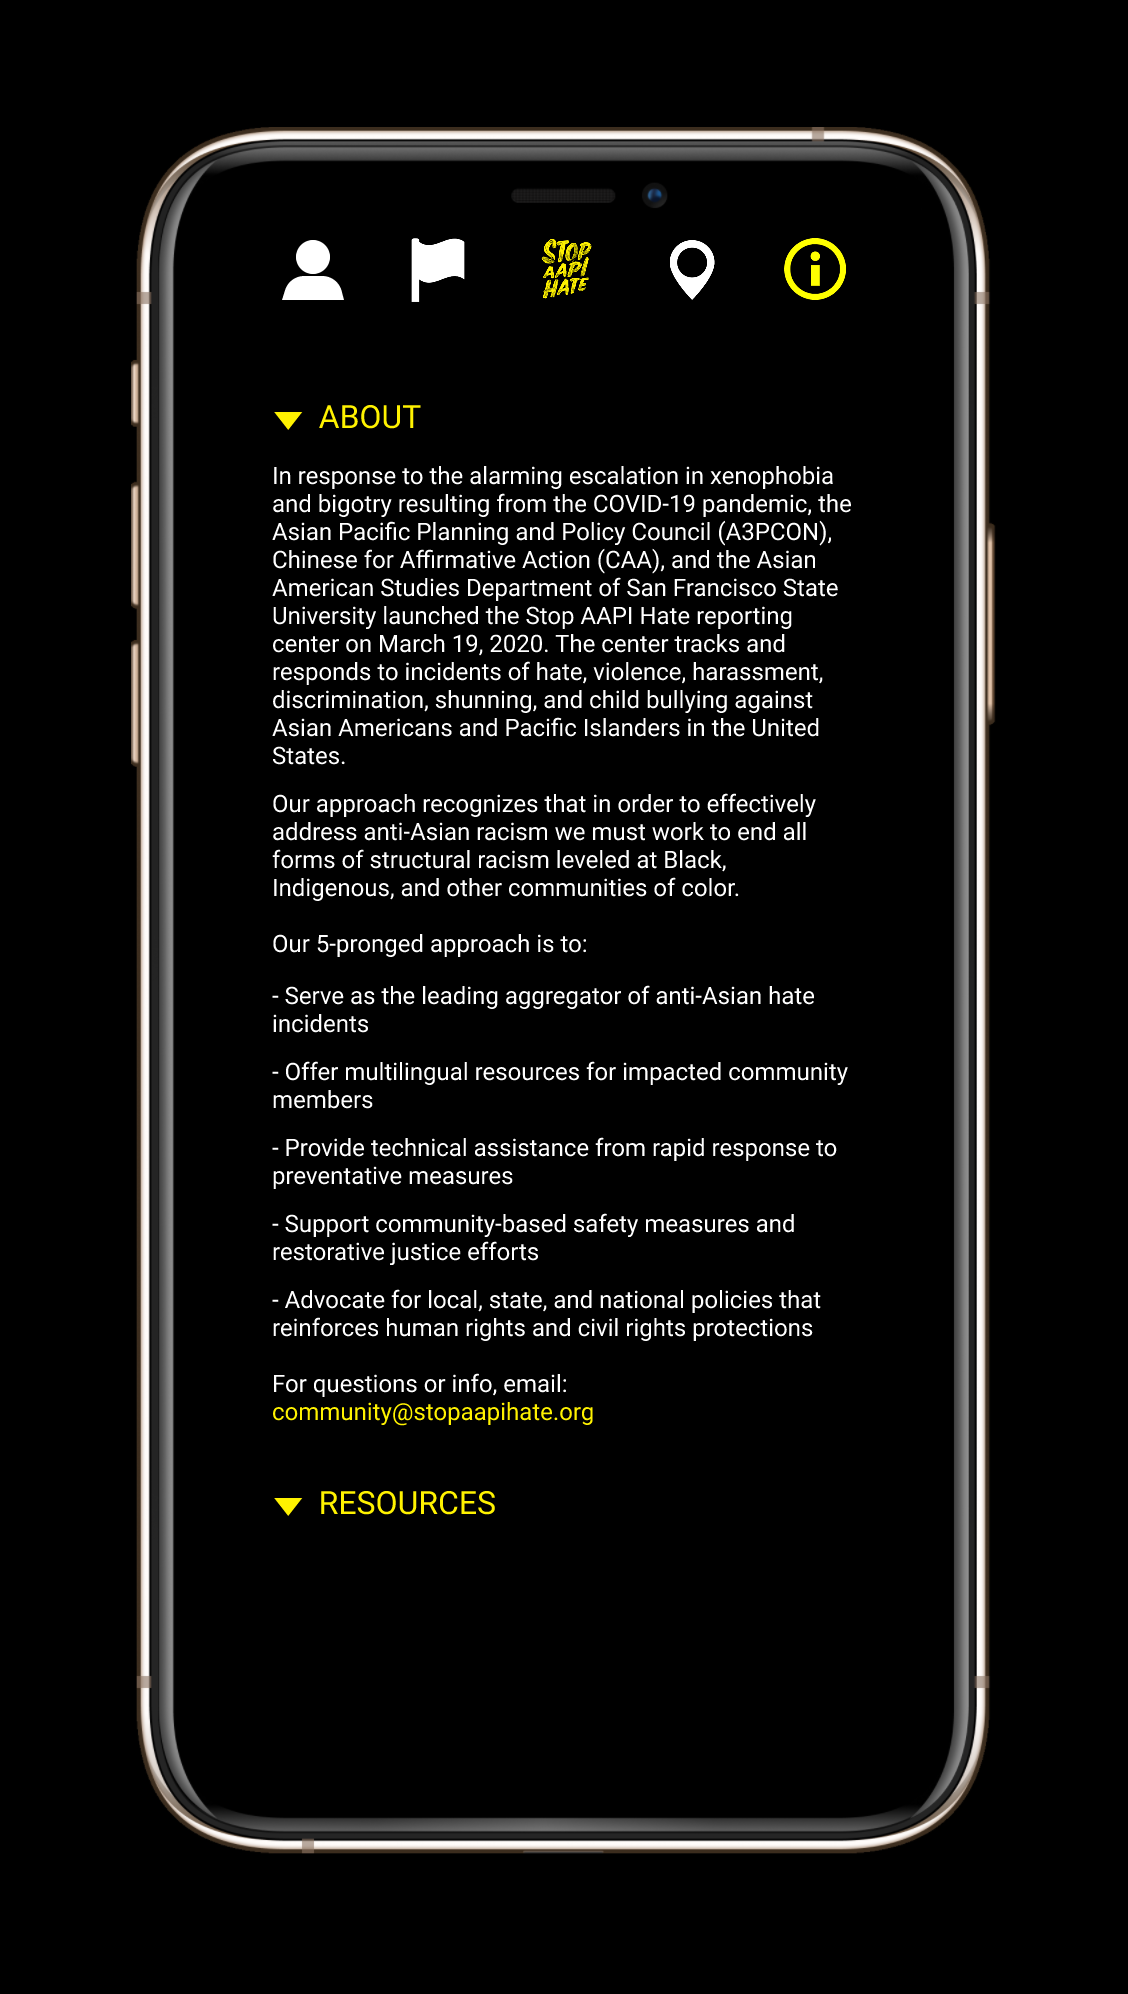 STOP
AAPI
HATE
ABOUT
In response to the alarming escalation in xenophobia
and bigotry resulting from the COVID-19 pandemic, the
Asian Pacific Planning and Policy Council (A3PCON),
Chinese for Affirmative Action (CAA), and the Asian
American Studies Department of San Francisco State
University launched the Stop AAPI Hate reporting
center on March 19, 2020. The center tracks and
responds to incidents of hate, violence, harassment,
discrimination, shunning, and child bullying against
Asian Americans and Pacific Islanders in the United
States.
Our approach recognizes that in order to effectively
address anti-Asian racism we must work to end all
forms of structural racism leveled at Black,
Indigenous, and other communities of color.
Our 5-pronged approach is to:
- Serve as the leading aggregator of anti-Asian hate
incidents
- Offer multilingual resources for impacted community
members
- Provide technical assistance from rapid response to
preventative measures
- Support community-based safety measures and
restorative justice efforts
- Advocate for local, state, and national policies that
reinforces human rights and civil rights protections
For questions or info, email:
community@stopaapihate.org
RESOURCES